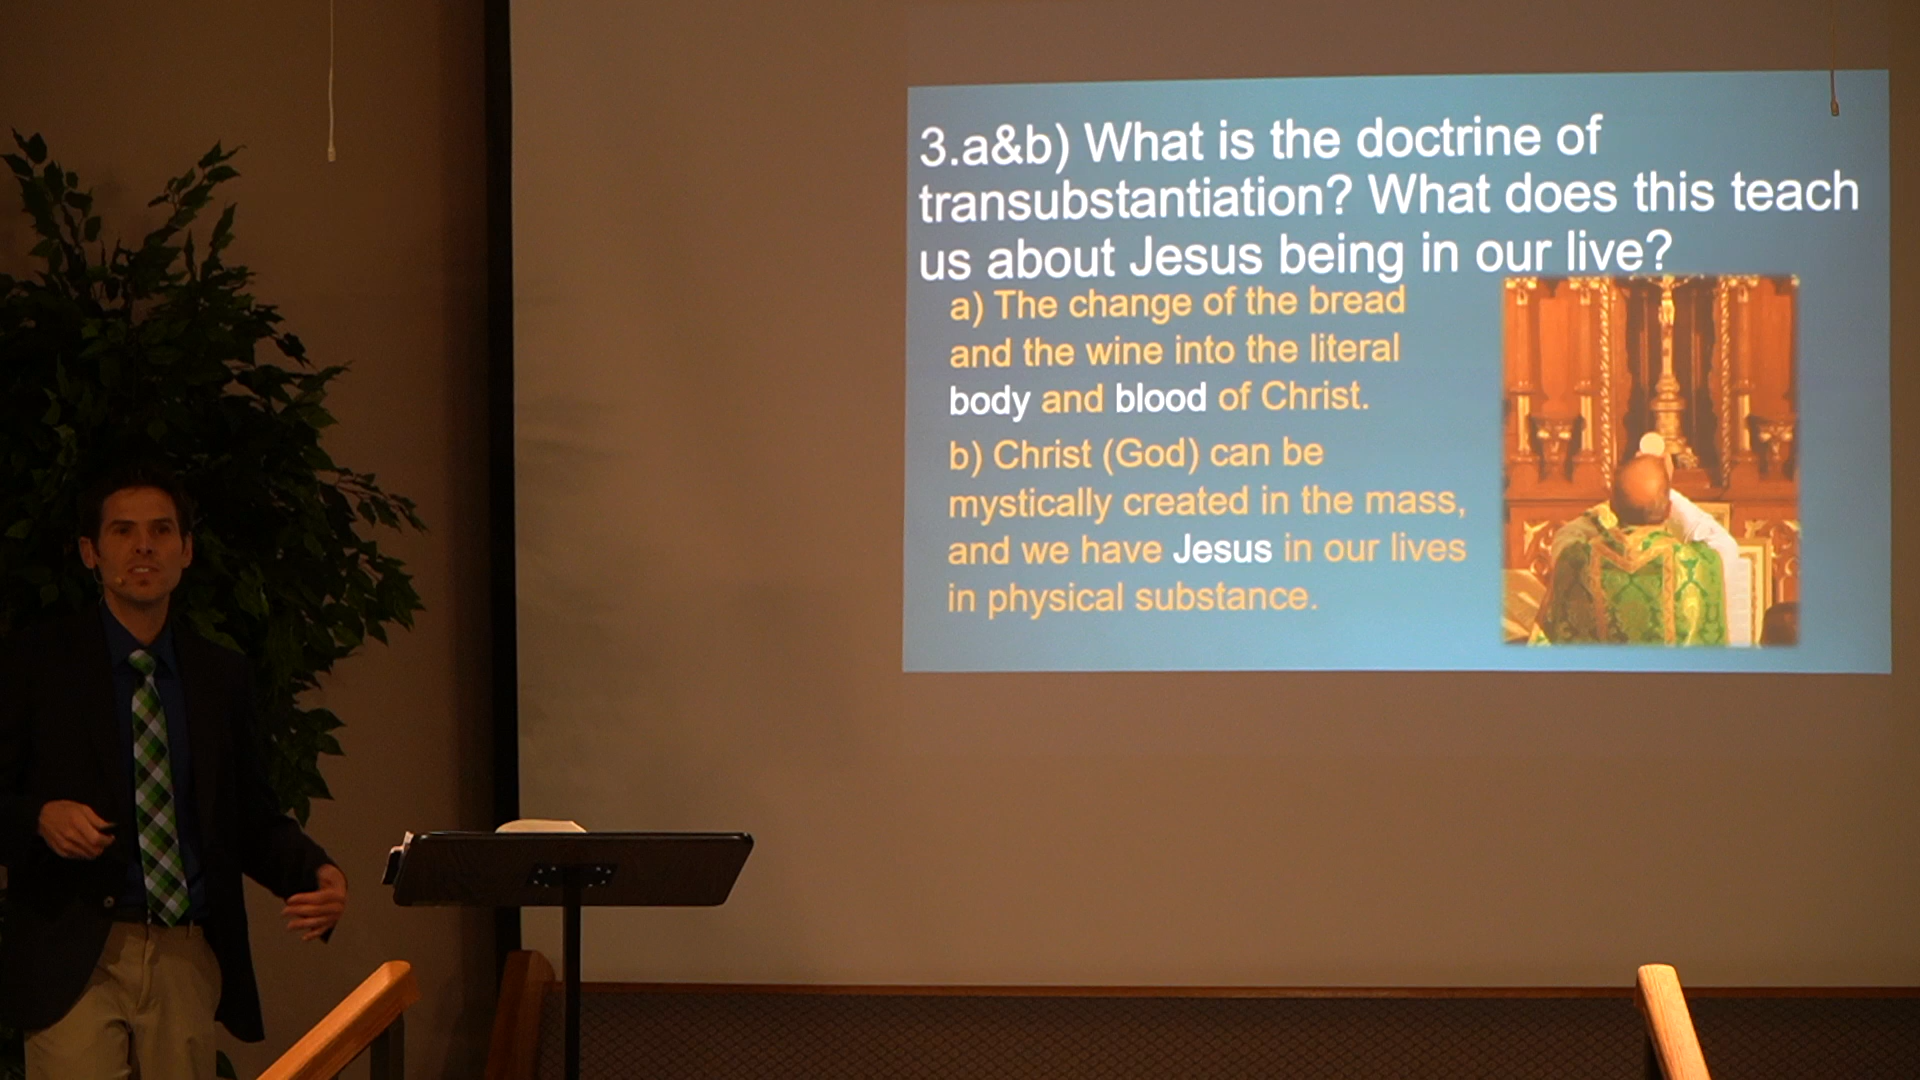 3.a&b) What is the doctrine of
transubstantiation? What does this teach
us about Jesus being in our live?
a) The change of the bread
and the wine into the literal
body and blood of Christ.
b) Christ (God) can be
mystically created in the mass,
and we have Jesus in our lives
in physical substance.